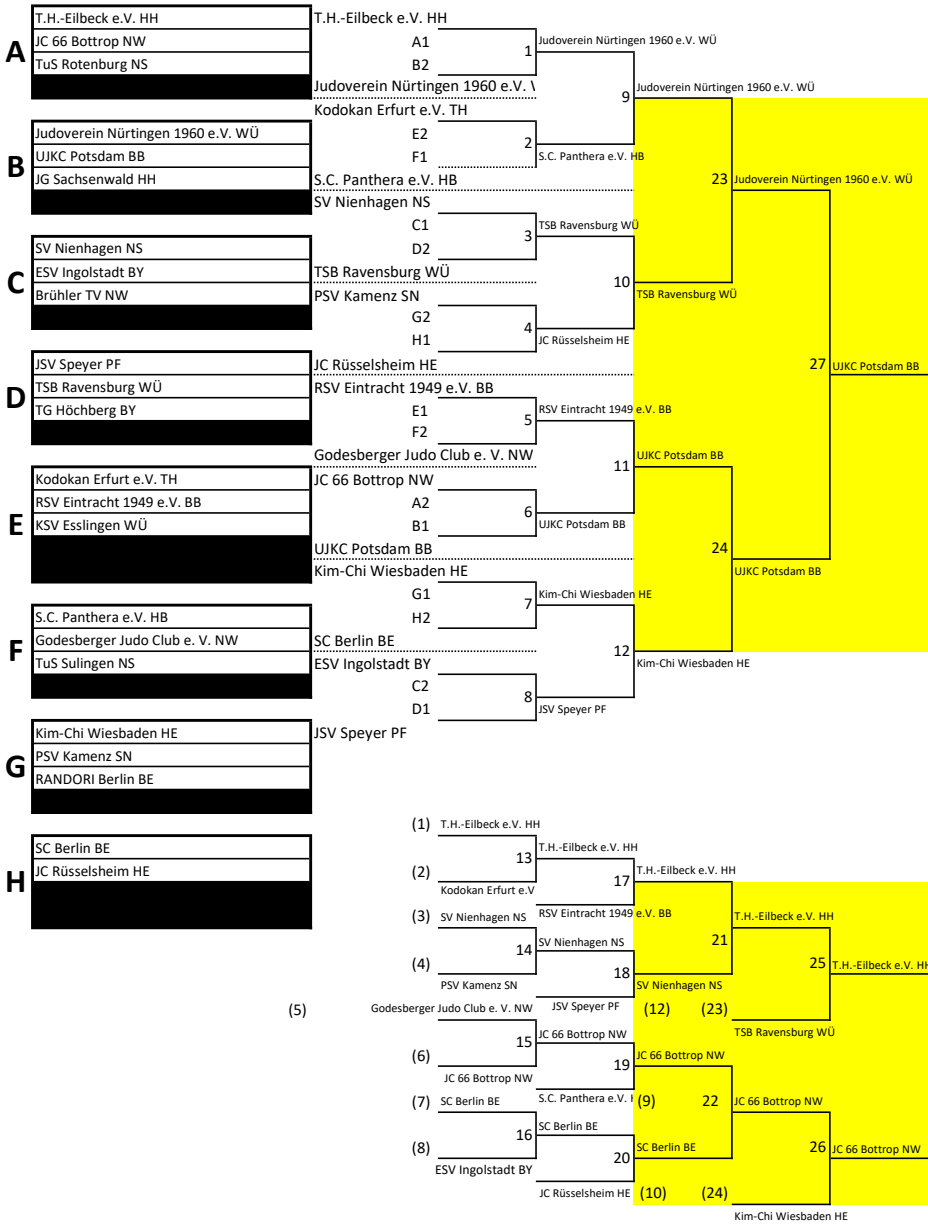 A
T.H.-Eilbeck e.V. HH
JC 66 Bottrop NW
TuS Rotenburg NS
B
Judoverein Nürtingen 1960 e.V. WÜ
UJKC Potsdam BB
JG Sachsenwald HH
C
SV Nienhagen NS
ESV Ingolstadt BY
Brühler TV NW
D
JSV Speyer PF
TSB Ravensburg WÜ
TG Höchberg BY
E
Kodokan Erfurt e.V. TH
RSV Eintracht 1949 e.V. BB
KSV Esslingen WÜ
F
S.C. Panthera e.V. HB
Godesberger Judo Club e. V. NW
TuS Sulingen NS
G
Kim-Chi Wiesbaden HE
PSV Kamenz SN
RANDORI Berlin BE
H
SC Berlin BE
JC Rüsselsheim HE
T.H.-Eilbeck e.V. HH
A1
B2
1
Judoverein Nürtingen 1960 e.V.
Kodokan Erfurt e.V. TH
E2
F1
2
S.C. Panthera e.V. HB
SV Nienhagen NS
C1
D2
3
TSB Ravensburg WÜ
PSV Kamenz SN
G2
H1
4
JC Rüsselsheim HE
RSV Eintracht 1949 e.V. BB
E1
F2
5
Godesberger Judo Club e. V. NW
JC 66 Bottrop NW
A2
B1
6
UJKC Potsdam BB
Kim-Chi Wiesbaden HE
G1
H2
7
SC Berlin BE
ESV Ingolstadt BY
C2
D1
8
JSV Speyer PF
Judoverein Nürtingen 1960 e.V. WÜ
9
S.C. Panthera e.V. HB
TSB Ravensburg WÜ
10
JC Rüsselsheim HE
RSV Eintracht 1949 e.V. BB
11
UJKC Potsdam BB
Kim-Chi Wiesbaden HE
12
JSV Speyer PF
Judoverein Nürtingen 1960 e.V. WÜ
23
TSB Ravensburg WÜ
UJKC Potsdam BB
24
Kim-Chi Wiesbaden HE
Judoverein Nürtingen 1960 e.V. WÜ
27
UJKC Potsdam BB
UJKC Potsdam BB
(1)
T.H.-Eilbeck e.V. HH
13
(2)
Kodokan Erfurt e.V
(3)
SV Nienhagen NS
14
(4)
PSV Kamenz SN
(5)
Godesberger Judo Club e. V. NW
15
(6)
JC 66 Bottrop NW
(7)
SC Berlin BE
16
(8)
ESV Ingolstadt BY
T.H.-Eilbeck e.V. HH
17
RSV Eintracht 1949 e.V. BB
SV Nienhagen NS
18
JSV Speyer PF
(12)
JC 66 Bottrop NW
19
S.C. Panthera e.V.
(9)
SC Berlin BE
20
JC Rüsselsheim HE
(10)
T.H.-Eilbeck e.V. HH
21
SV Nienhagen NS
JC 66 Bottrop NW
22
SC Berlin BE
T.H.-Eilbeck e.V. HH
25
(23)
TSB Ravensburg WÜ
JC 66 Bottrop NW
26
(24)
Kim-Chi Wiesbaden HE
T.H.-Eilbeck e.V. HH
JC 66 Bottrop NW